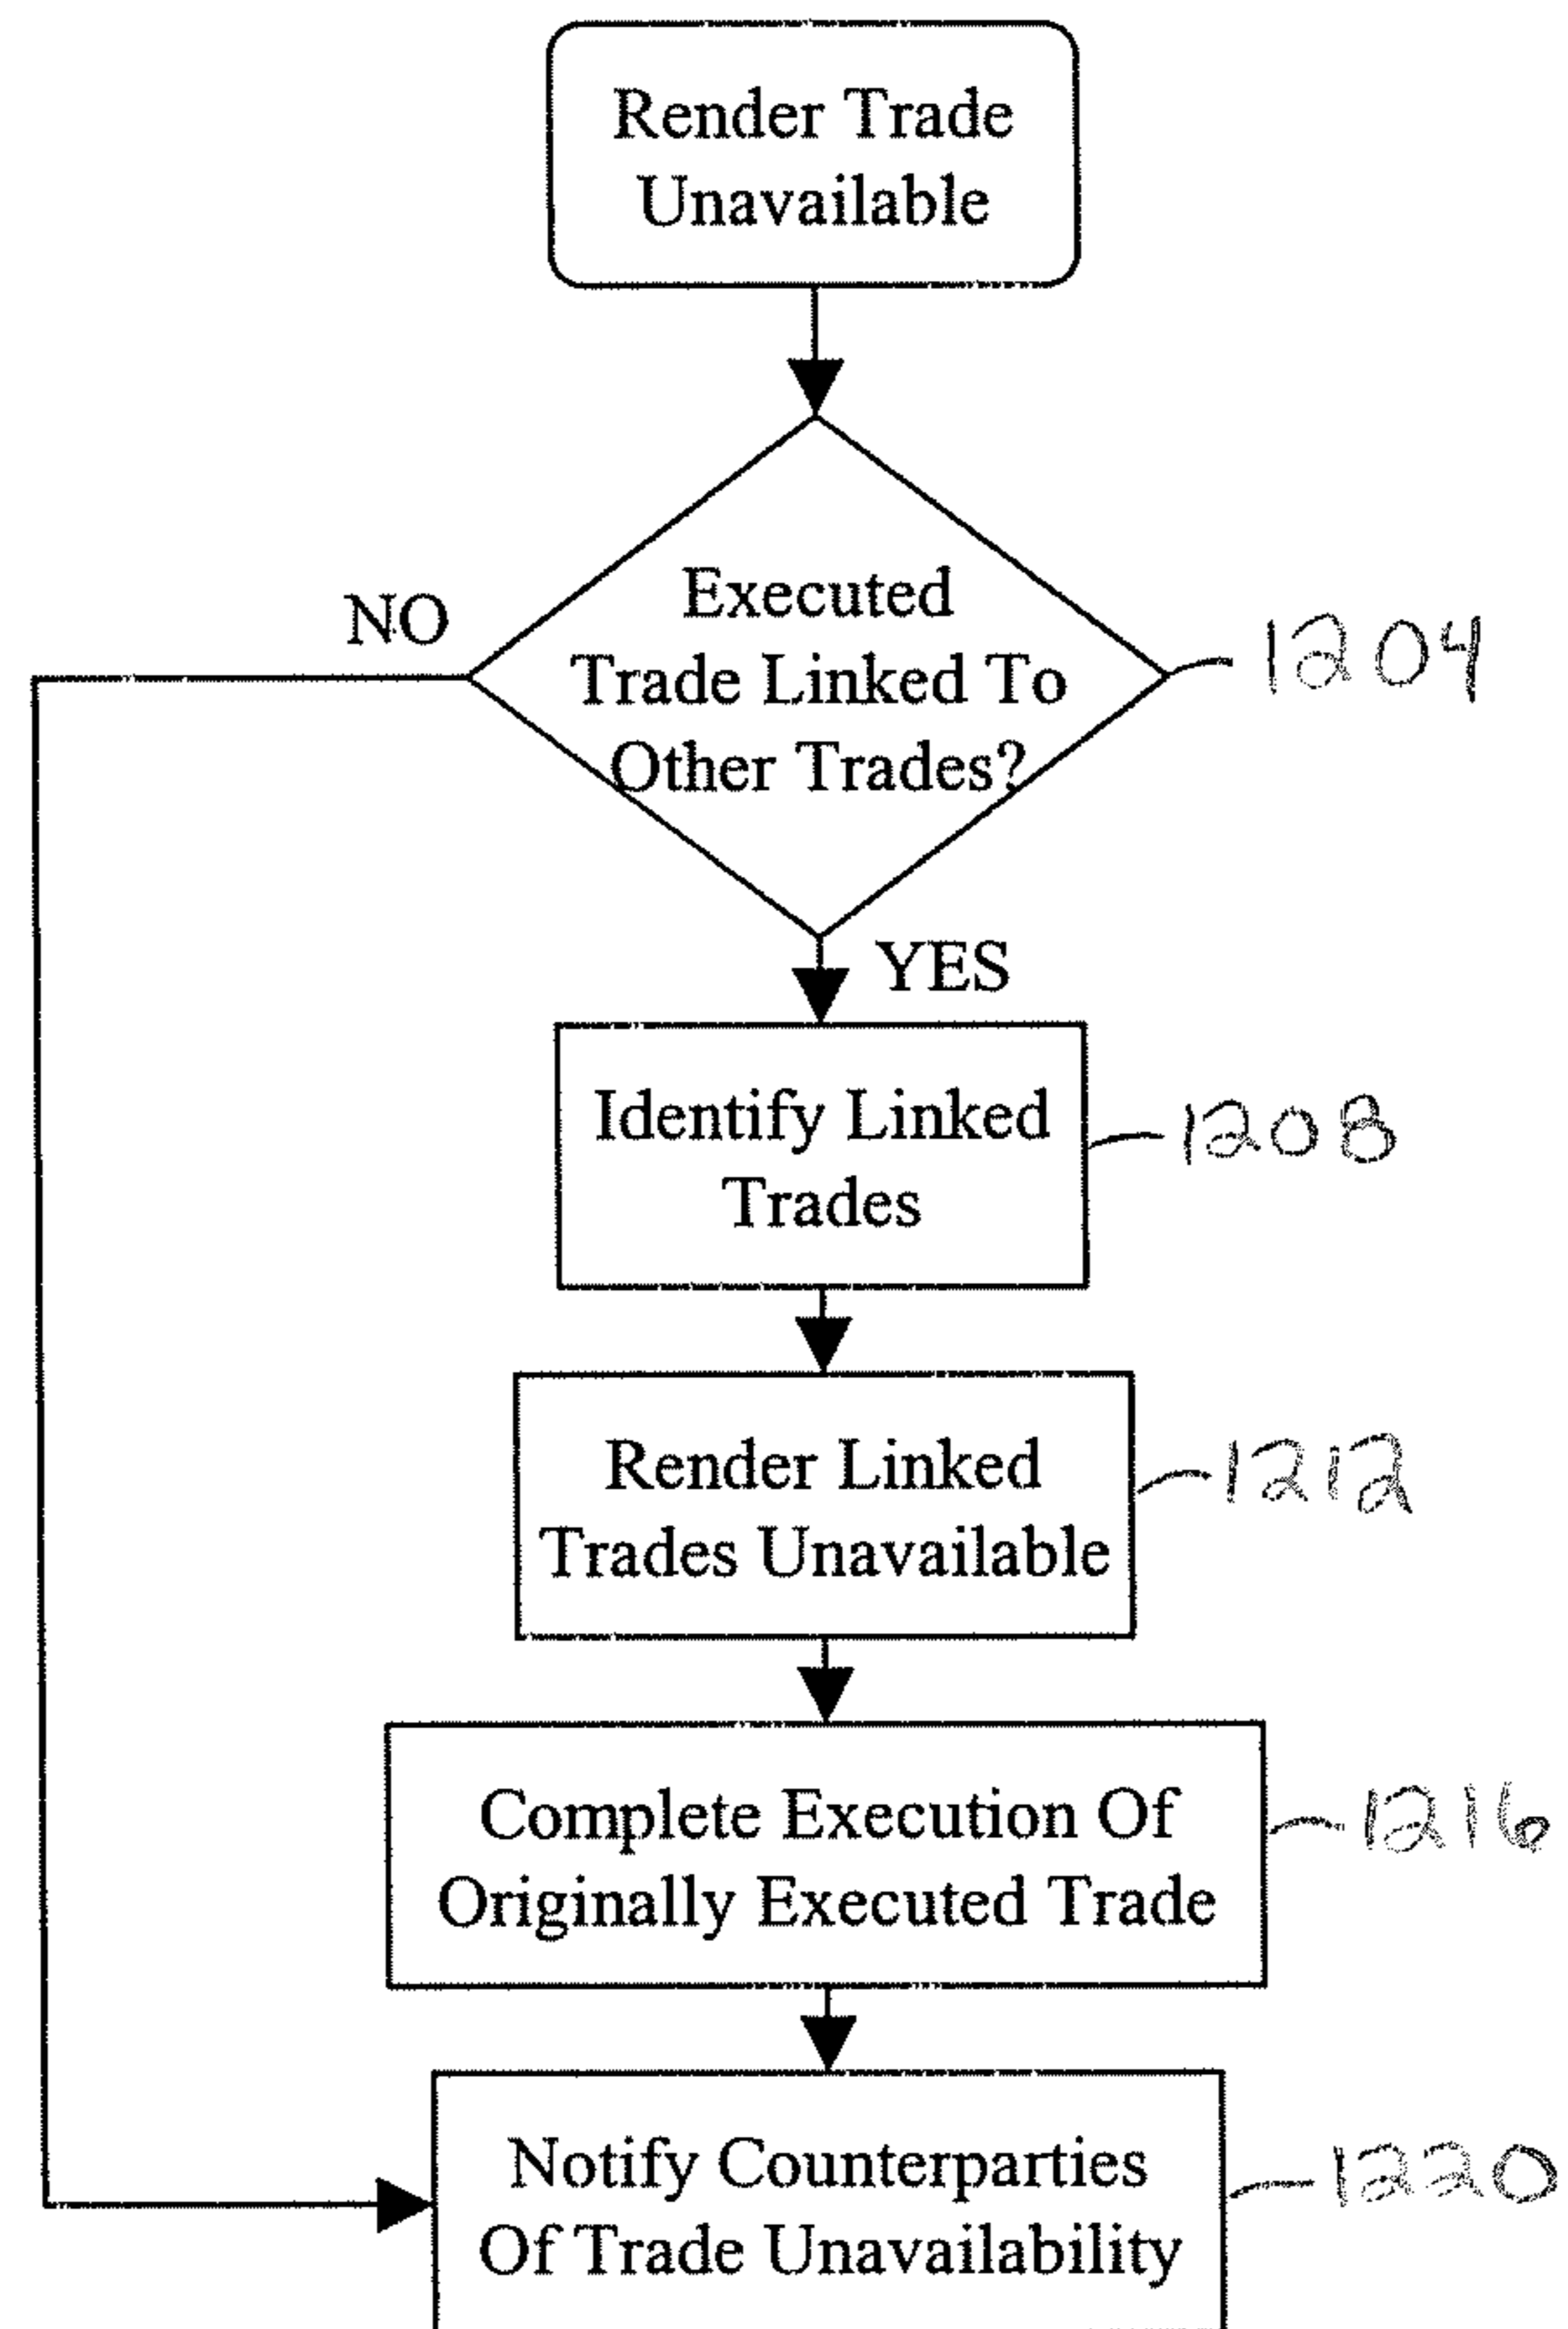 Render Trade
Unavailable
NO
Executed
Trade Linked To
Other Trades?
1204
YES
Identify Linked
Trades
1208
Render Linked
Trades Unavailable
1212
Complete Execution Of
Originally Executed Trade
1216
Notify Counterparties
Of Trade Unavailability
1220